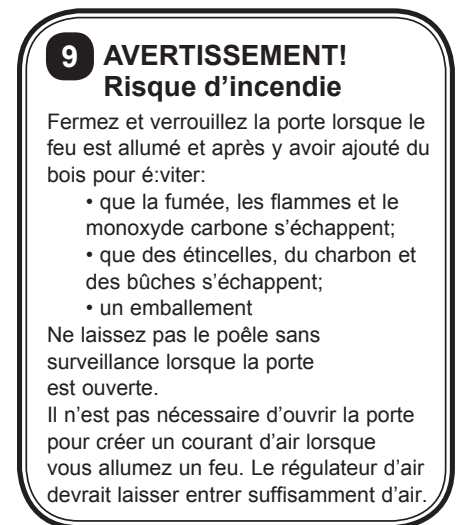 9 AVERTISSEMENT!
Risque d’incendie
Fermez et verrouillez la porte lorsque le
feu est allumé et après y avoir ajouté du
bois pour é:viter:
• que la fumée, les flammes et le
monoxyde carbone s’échappent;
• que des étincelles, du charbon et
des bûches s’échappent;
• un emballement
Ne laissez pas le poêle sans
surveillance lorsque la porte
est ouverte.
Il n’est pas nécessaire d’ouvrir la porte
pour créer un courant d’air lorsque
vous allumez un feu. Le régulateur d’air
devrait laisser entrer suffisamment d’air.